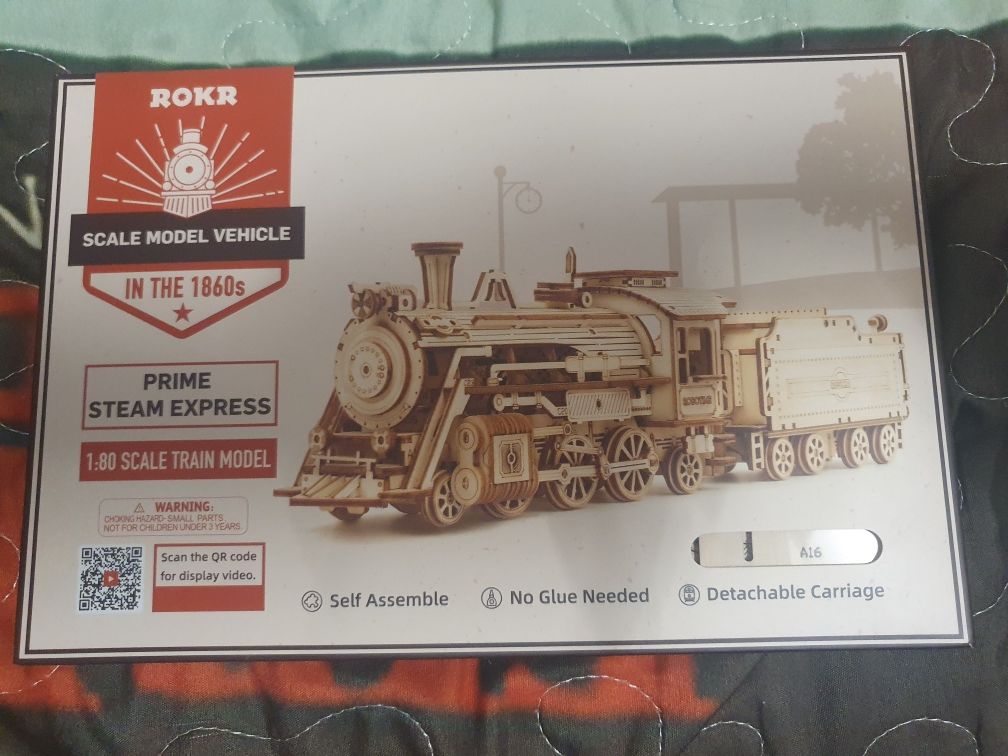 ROKR
SCALE MODEL VEHICLE
IN THE 1860s
PRIME
STEAM EXPRESS
1:80 SCALE TRAIN MODEL
WARNING:
CHOKING HAZARD- SMALL PARTS
NOT FOR CHILDREN UNDER 3 YEARS.
Scan the QR code
for display video.
ROBOTIME
A16
Self Assemble
No Glue Needed
Detachable Carriage